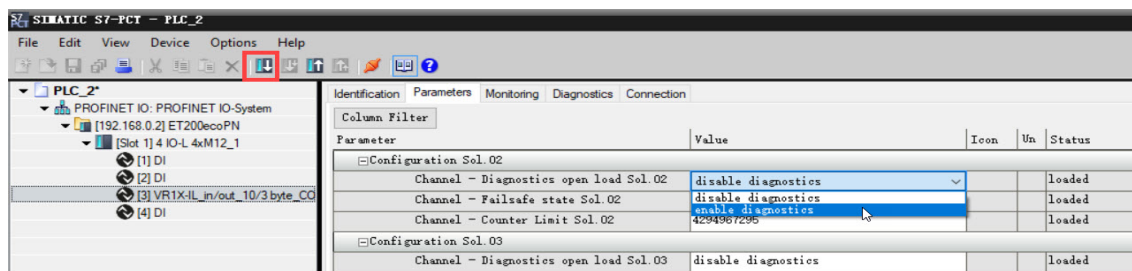 SIMATIC S7-PCT - PLC_2
File Edit View Device Options Help
PLC_2*
PROFINET IO: PROFINET IO-System
[192.168.0.2] ET200ecoPN
[Slot 1] 4 IO-L 4xM12_1
[1] DI
[2] DI
[3] VR1X-IL_in/out_10/3 byte_CO
[4] DI
Identification Parameters Monitoring Diagnostics Connection
Column Filter
Parameter Value Icon Un Status
Configuration Sol.02
Channel - Diagnostics open load Sol.02 disable diagnostics loaded
Channel - Failsafe state Sol.02 disable diagnostics loaded
enable diagnostics
Channel - Counter Limit Sol.02 4294967295 loaded
Configuration Sol.03
Channel - Diagnostics open load Sol.03 disable diagnostics loaded